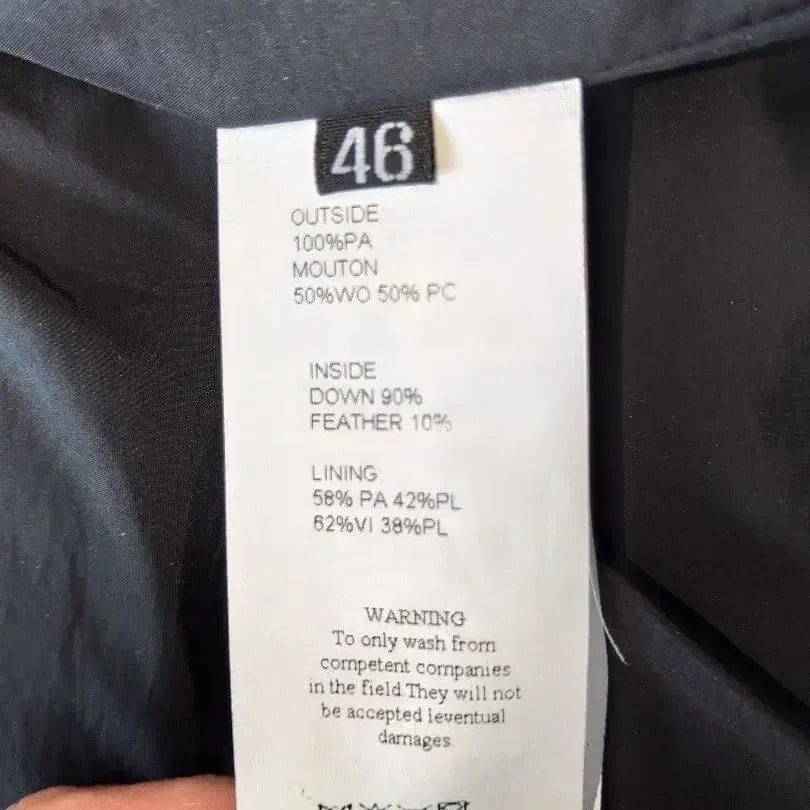 46
OUTSIDE
100%PA
MOUTON
50%WO 50% PC
INSIDE
DOWN 90%
FEATHER 10%
LINING
58% PA 42%PL
62%VI 38%PL
WARNING
To only wash from
competent companies
in the field.They will not
be accepted leventual
damages.